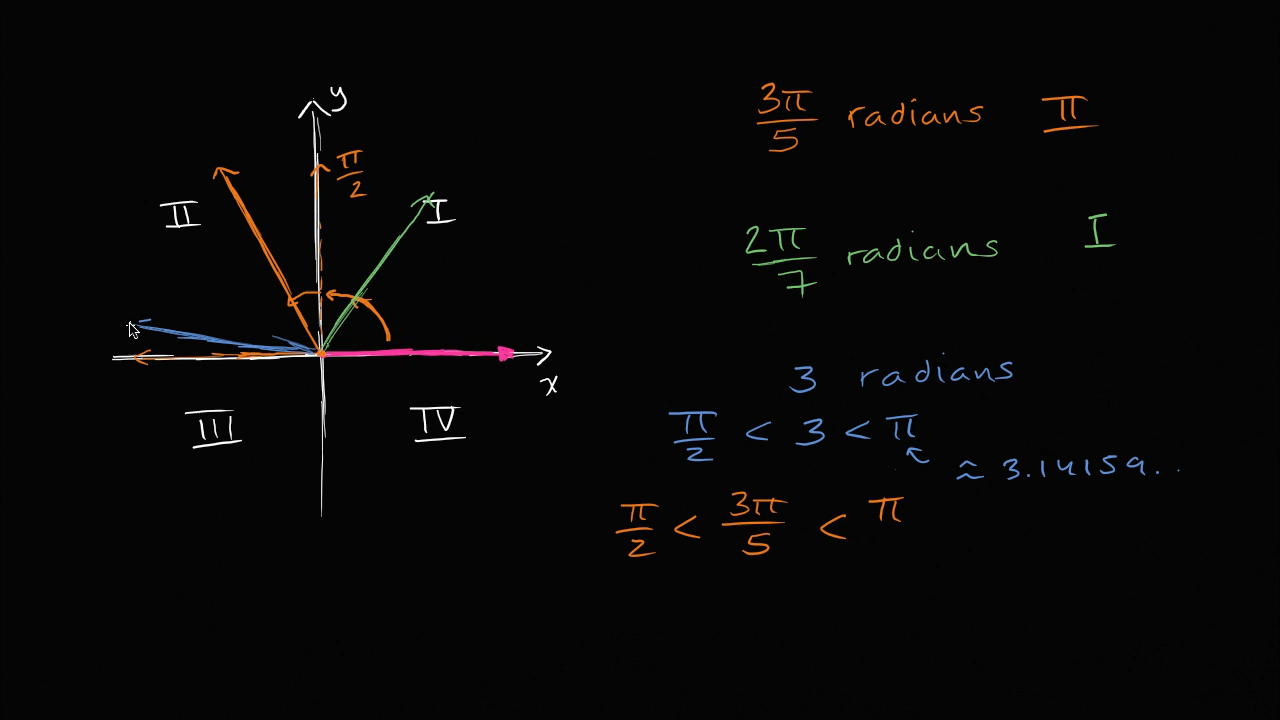 y
π/2
II
I
x
III
IV
3π/5 radians II
2π/7 radians I
3 radians
π/2 < 3 < π
≈ 3.14159..
π/2 < 3π/5 < π